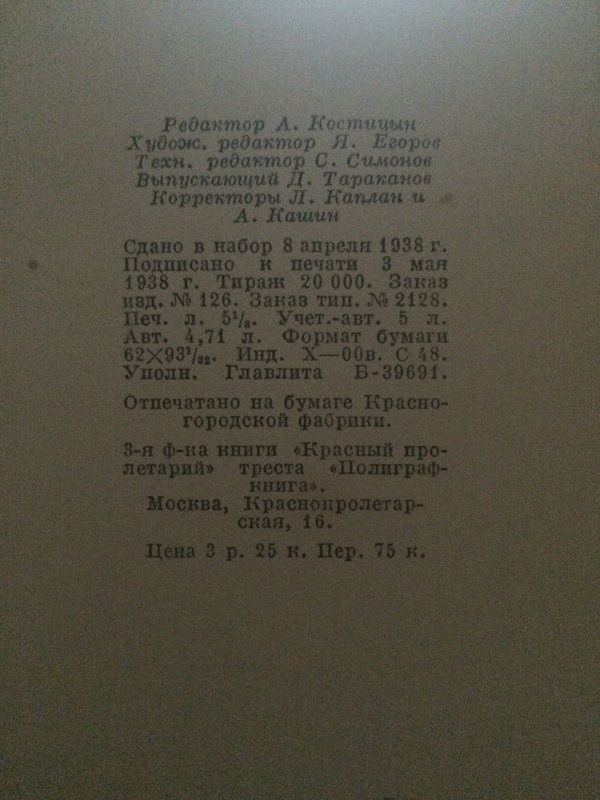 Редактор А. Костицын
Худож. редактор Я. Егоров
Техн. редактор С. Симонов
Выпускающий Д. Тараканов
Корректоры Л. Каплан и
А. Кашин
Сдано в набор 8 апреля 1938 г.
Подписано к печати 3 мая
1938 г. Тираж 20 000. Заказ
изд. № 126. Заказ тип. № 2128.
Печ. л. 5¹/₈. Учет.-авт. 5 л.
Авт. 4,71 л. Формат бумаги
62×93¹/₃₂. Инд. X—00в. С 48.
Уполн. Главлита Б-39691.
Отпечатано на бумаге Красно-
городской фабрики.
3-я ф-ка книги «Красный про-
летарий» треста «Полиграф-
книга».
Москва, Краснопролетар-
ская, 16.
Цена 3 р. 25 к. Пер. 75 к.